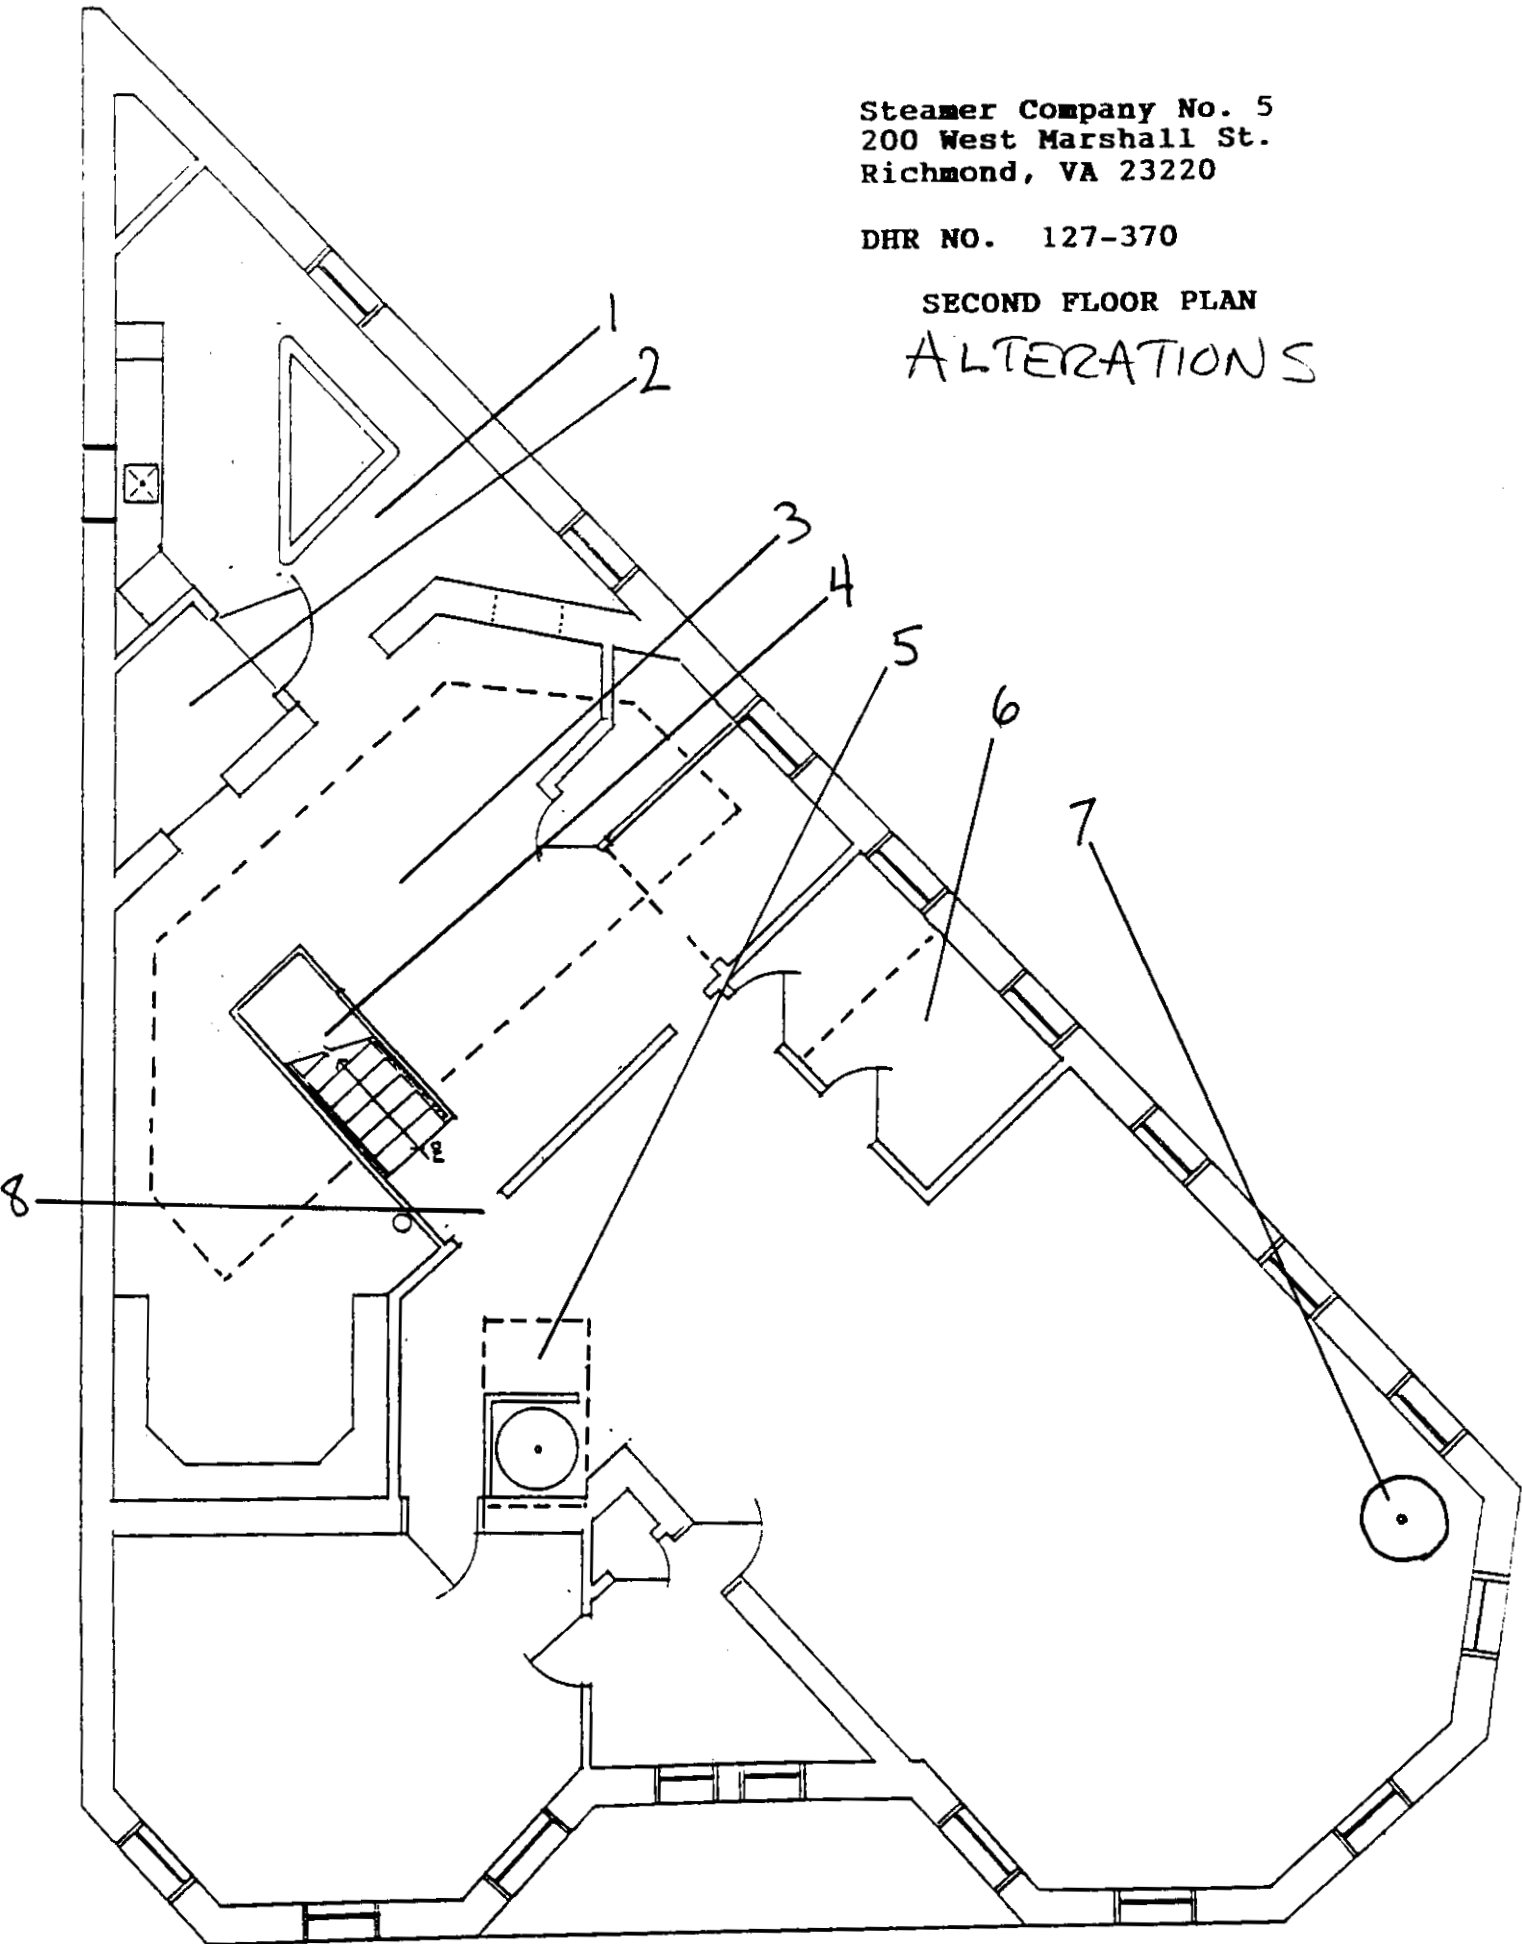 Steamer Company No. 5
200 West Marshall St.
Richmond, VA 23220
DHR NO. 127-370
SECOND FLOOR PLAN
ALTERATIONS
1
2
3
4
5
6
7
8